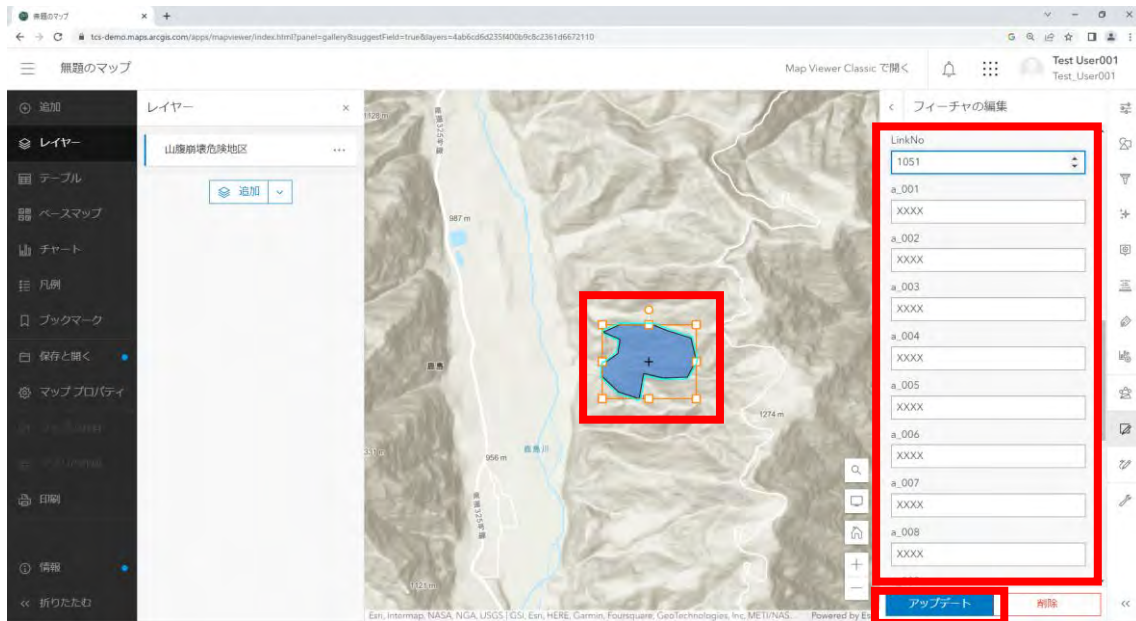 無題のマップ
tcs-demo.maps.arcgis.com/apps/mapviewer/index.html?panel=gallery&suggestField=true&layers=4ab6cd6d235f400b9c8c2361d6672110
無題のマップ
Map Viewer Classic で開く
Test User001
Test_User001
追加
レイヤー
テーブル
ベースマップ
チャート
凡例
ブックマーク
保存と開く
マップ プロパティ
印刷
情報
折りたたむ
レイヤー
山腹崩壊危険地区
追加
1128 m
987 m
956 m
1274 m
Esri, Intermap, NASA, NGA, USGS | GSI, Esri, HERE, Garmin, Foursquare, GeoTechnologies, Inc, METI/NAS...
Powered by Es
フィーチャの編集
LinkNo
1051
a_001
XXXX
a_002
XXXX
a_003
XXXX
a_004
XXXX
a_005
XXXX
a_006
XXXX
a_007
XXXX
a_008
XXXX
アップデート
削除